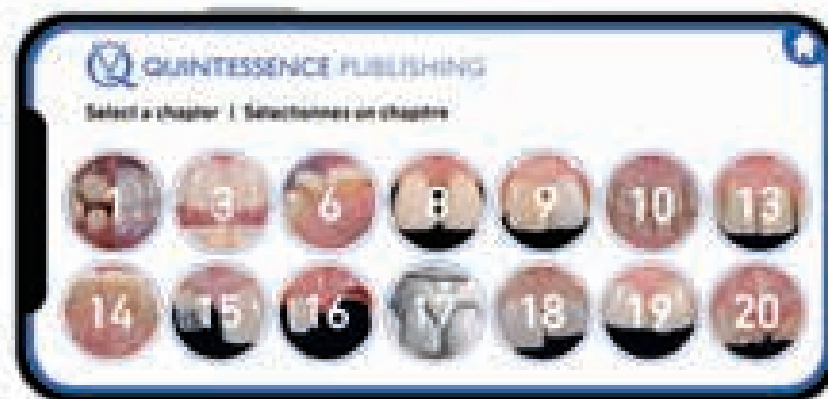 QUINTESSENCE PUBLISHING
Select a chapter | Sélectionnez un chapitre
1 3 6 8 9 10 13
14 15 16 17 18 19 20